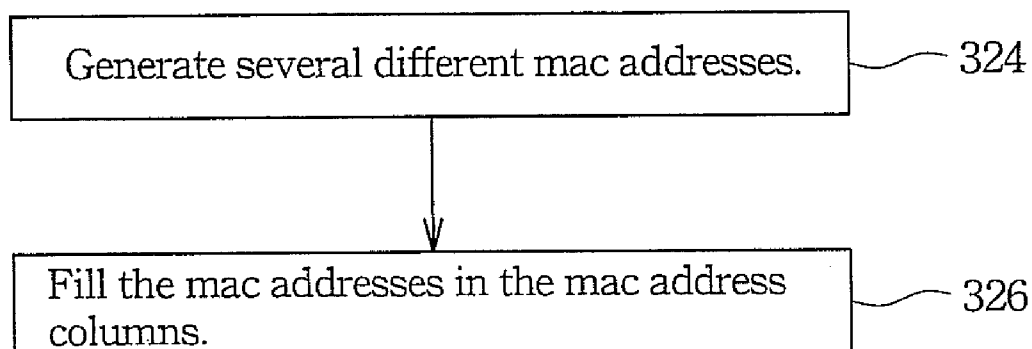 Generate several different mac addresses.
324
Fill the mac addresses in the mac address
columns.
326